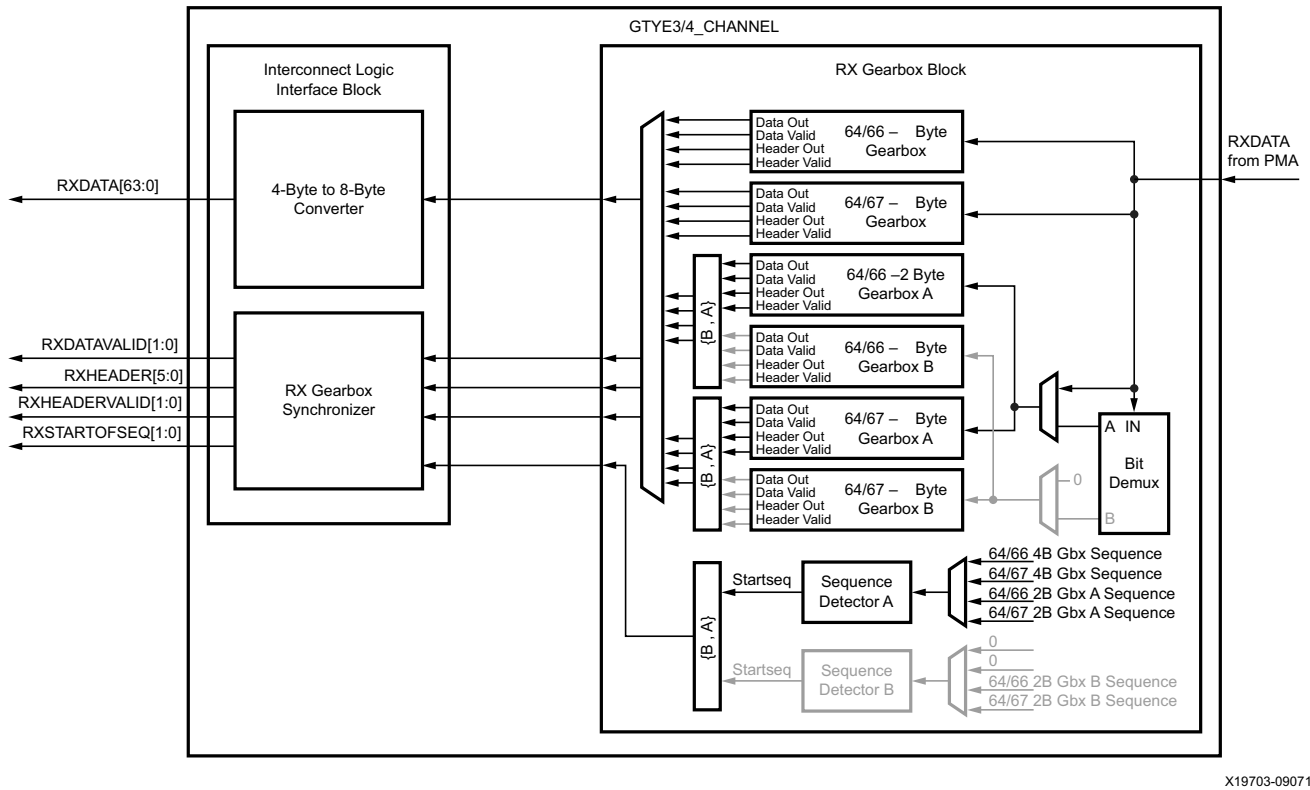 GTYE3/4_CHANNEL
Interconnect Logic
Interface Block
4-Byte to 8-Byte
Converter
RX Gearbox
Synchronizer
RXDATA[63:0]
RXDATAVALID[1:0]
RXHEADER[5:0]
RXHEADERVALID[1:0]
RXSTARTOFSEQ[1:0]
RX Gearbox Block
Data Out
Data Valid
Header Out
Header Valid
64/66 – Byte
Gearbox
Data Out
Data Valid
Header Out
Header Valid
64/67 – Byte
Gearbox
{B , A}
Data Out
Data Valid
Header Out
Header Valid
64/66 –2 Byte
Gearbox A
Data Out
Data Valid
Header Out
Header Valid
64/66 – Byte
Gearbox B
{B , A}
Data Out
Data Valid
Header Out
Header Valid
64/67 – Byte
Gearbox A
Data Out
Data Valid
Header Out
Header Valid
64/67 – Byte
Gearbox B
RXDATA
from PMA
A IN
Bit
Demux
B
0
{B , A}
Startseq
Sequence
Detector A
64/66 4B Gbx Sequence
64/67 4B Gbx Sequence
64/66 2B Gbx A Sequence
64/67 2B Gbx A Sequence
Startseq
Sequence
Detector B
0
0
64/66 2B Gbx B Sequence
64/67 2B Gbx B Sequence
X19703-09071